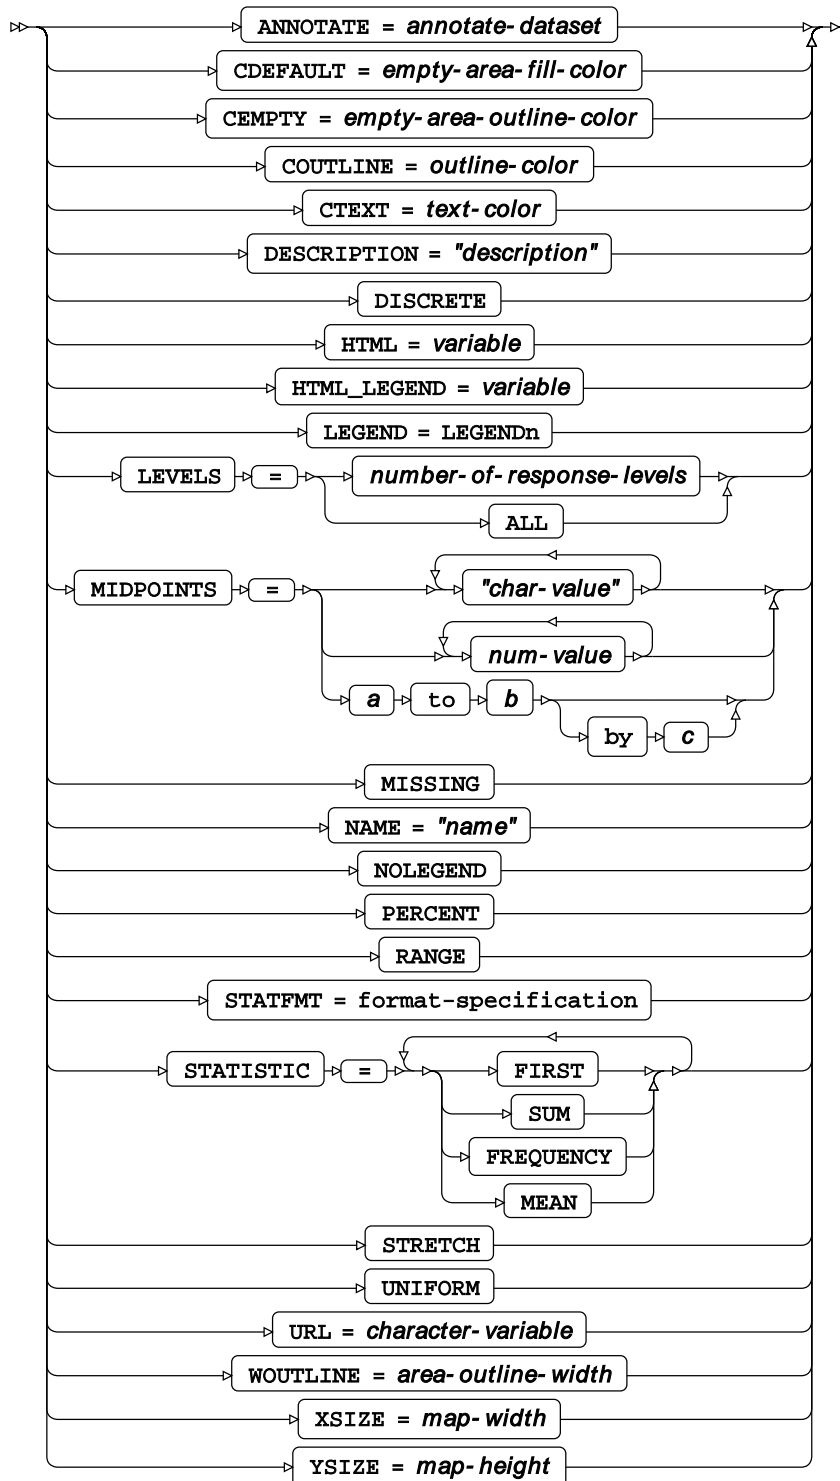 ANNOTATE = annotate-dataset
CDEFAULT = empty-area-fill-color
CEMPTY = empty-area-outline-color
COUTLINE = outline-color
CTEXT = text-color
DESCRIPTION = "description"
DISCRETE
HTML = variable
HTML_LEGEND = variable
LEGEND = LEGENDn
LEVELS = number-of-response-levels
ALL
MIDPOINTS = "char-value"
num-value
a to b
by c
MISSING
NAME = "name"
NOLEGEND
PERCENT
RANGE
STATFMT = format-specification
STATISTIC = FIRST
SUM
FREQUENCY
MEAN
STRETCH
UNIFORM
URL = character-variable
WOUTLINE = area-outline-width
XSIZE = map-width
YSIZE = map-height